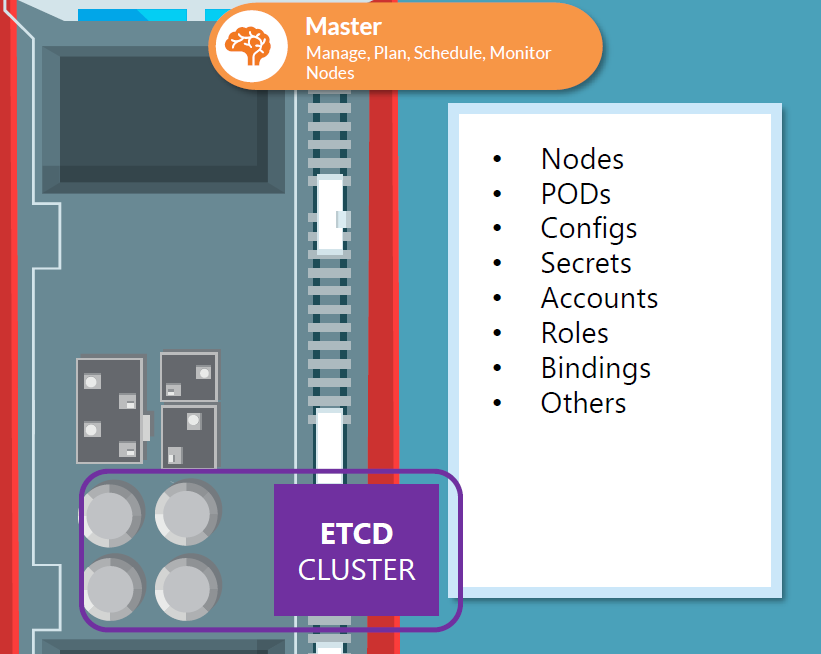 Master
Manage, Plan, Schedule, Monitor
Nodes
• Nodes
• PODs
• Configs
• Secrets
• Accounts
• Roles
• Bindings
• Others
ETCD
CLUSTER